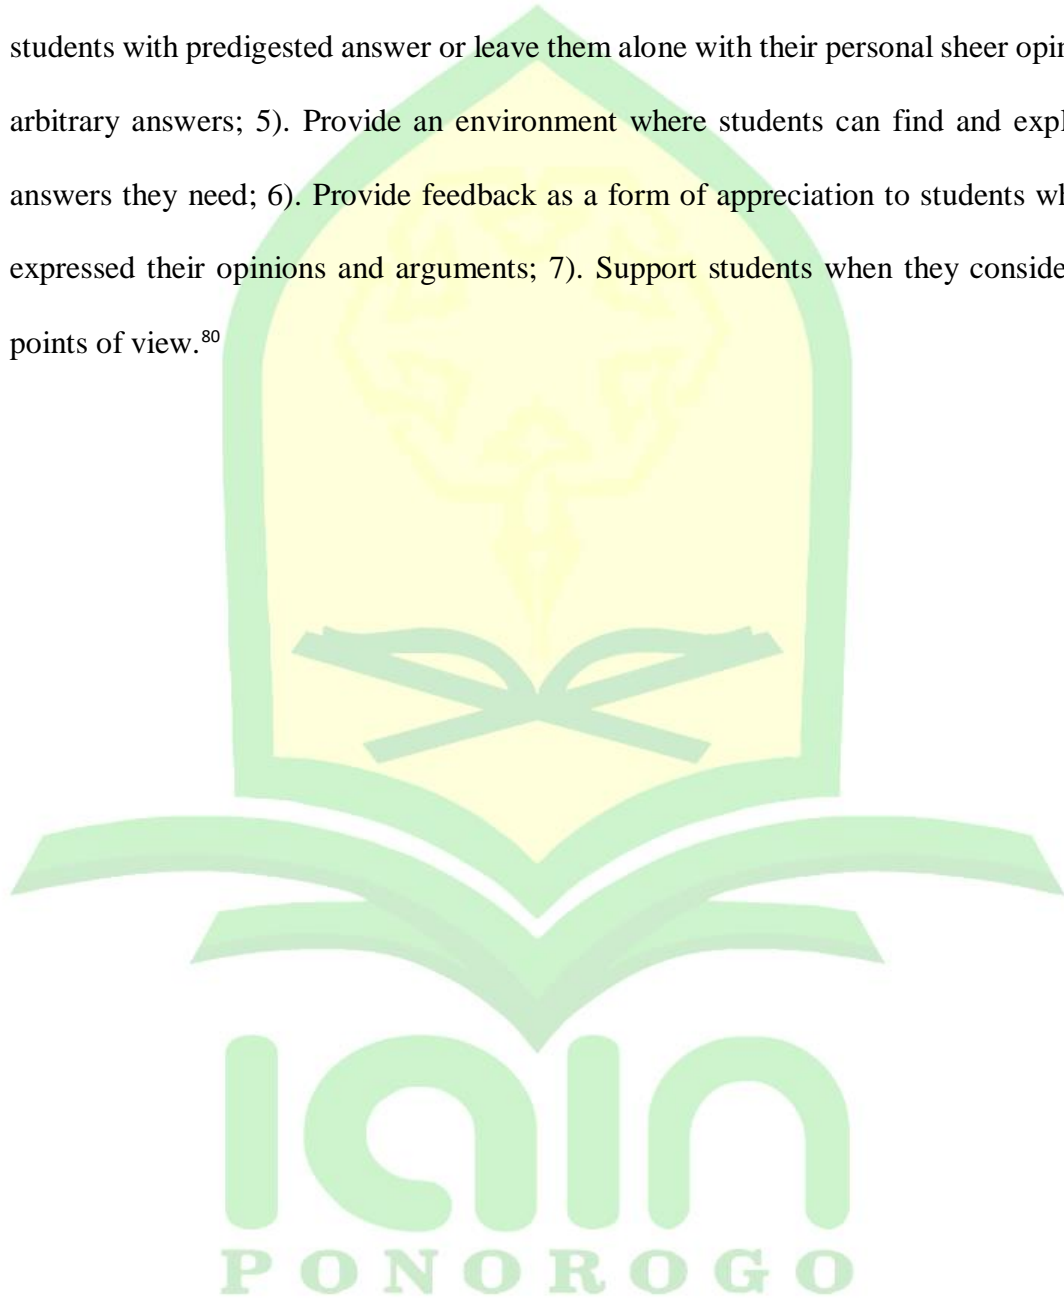 students with predigested answer or leave them alone with their personal sheer
arbitrary answers; 5). Provide an environment where students can find and
answers they need; 6). Provide feedback as a form of appreciation to students
expressed their opinions and arguments; 7). Support students when they
points of view.80
iain
PONOROGO